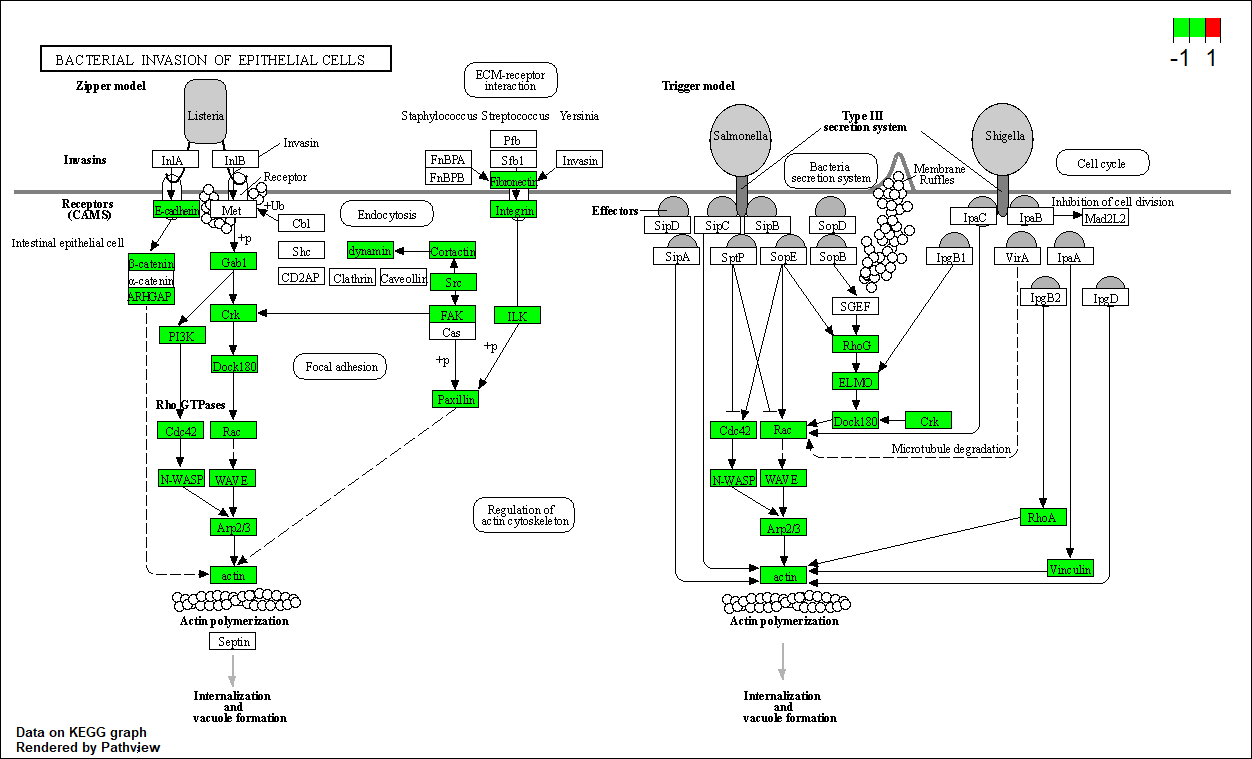 -1 1
BACTERIAL INVASION OF EPITHELIAL CELLS
Zipper model
Listeria
ECM-receptor
interaction
Staphylococcus Streptococcus Yersinia
Invasin
Invasins
InlA
InlB
Receptor
FnBPA
FnBPB
Pfb
Sfb1
Invasin
Fibronectin
Receptors
(CAMS)
E-cadherin
Met
+Ub
Cbl
Endocytosis
Integrin
Intestinal epithelial cell
+p
Shc
dynamin
Cortactin
β-catenin
α-catenin
ARHGAP
Gab1
CD2AP
Clathrin
Caveolin
Src
Crk
FAK
Cas
ILK
PI3K
+p
+p
Dock180
Focal adhesion
Paxillin
Rho GTPases
Cdc42
Rac
N-WASP
WAVE
Regulation of
actin cytoskeleton
Arp2/3
actin
Actin polymerization
Septin
Internalization
and
vacuole formation
Trigger model
Salmonella
Type III
secretion system
Shigella
Bacteria
secretion system
Membrane
Ruffles
Cell cycle
Effectors
SipD
SipC
SipB
SopD
IpaC
IpaB
Inhibition of cell division
Mad2L2
SipA
SptP
SopE
SopB
IpgB1
VirA
IpaA
SGEF
IpgB2
IpgD
RhoG
ELMO
Dock180
Crk
Cdc42
Rac
Microtubule degradation
N-WASP
WAVE
Arp2/3
RhoA
actin
Vinculin
Actin polymerization
Internalization
and
vacuole formation
Data on KEGG graph
Rendered by Pathview